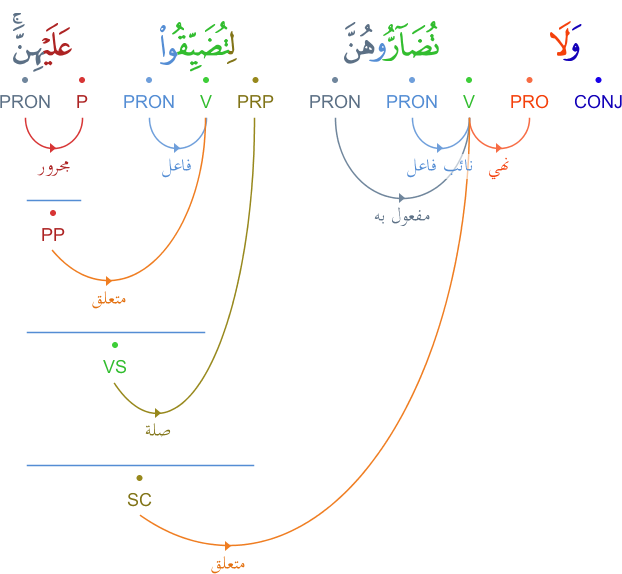 وَلَا تُضَآرُّوهُنَّ لِتُضَيِّقُوا۟ عَلَيْهِنَّ ۚ
PRON P PRON V PRP PRON PRON V PRO CONJ
مجرور فاعل نائب فاعل نهي
مفعول به
PP
متعلق
VS
صلة
SC
متعلق